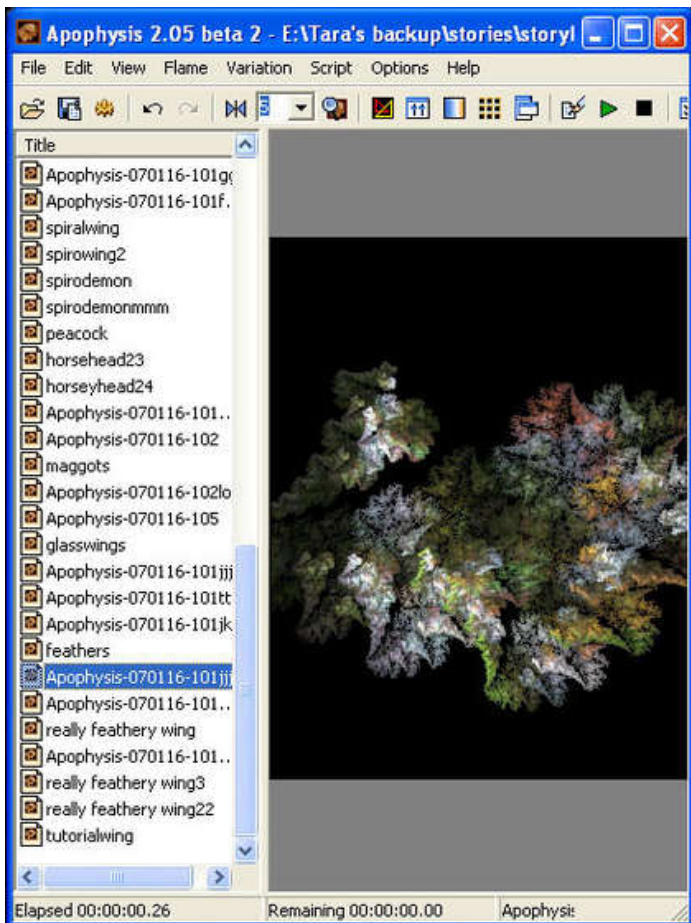 Apophysis 2.05 beta 2 - E:\Tara's backup\stories\storyl
File Edit View Flame Variation Script Options Help
Title
Apophysis-070116-101gg
Apophysis-070116-101f..
spiralwing
spirowing2
spirodemon
spirodemonmmm
peacock
horsehead23
horseyhead24
Apophysis-070116-101...
Apophysis-070116-102
maggots
Apophysis-070116-102lo
Apophysis-070116-105
glasswings
Apophysis-070116-101jjj
Apophysis-070116-101tt
Apophysis-070116-101jk
feathers
Apophysis-070116-101jjj
Apophysis-070116-101...
really feathery wing
Apophysis-070116-101...
really feathery wing3
really feathery wing22
tutorialwing
Elapsed 00:00:00.26 Remaining 00:00:00.00 Apophysis